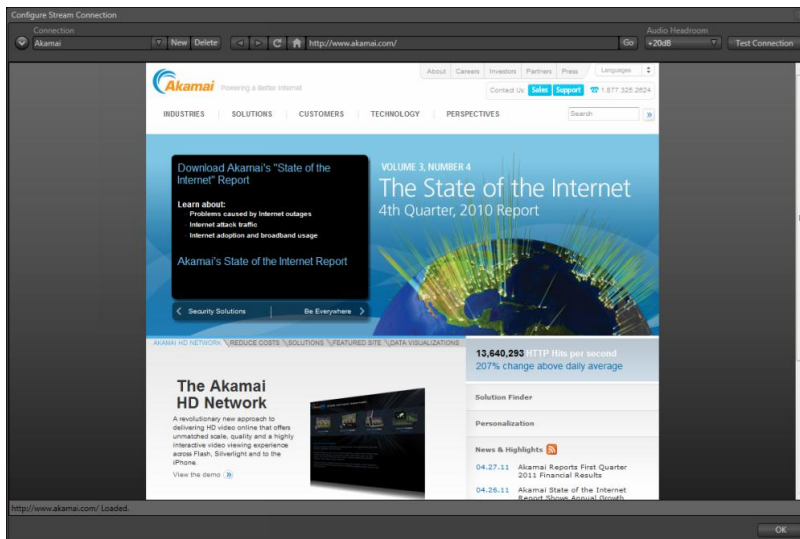 Configure Stream Connection
Connection
Audio Headroom
Akamai
New
Delete
http://www.akamai.com/
Go
+20dB
Test Connection
About
Careers
Investors
Partners
Press
Languages
Akamai
Powering a Better Internet
Contact Us
Sales
Support
1.877.325.2624
INDUSTRIES
SOLUTIONS
CUSTOMERS
TECHNOLOGY
PERSPECTIVES
Search
Download Akamai's "State of the
Internet" Report
Learn about:
Problems caused by Internet outages
Internet attack traffic
Internet adoption and broadband usage
Akamai's State of the Internet Report
Security Solutions
Be Everywhere
VOLUME 3, NUMBER 4
The State of the Internet
4th Quarter, 2010 Report
AKAMAI HD NETWORK
REDUCE COSTS
SOLUTIONS
FEATURED SITE
DATA VISUALIZATIONS
13,640,293 HTTP Hits per second
207% change above daily average
The Akamai
HD Network
A revolutionary new approach to
delivering HD video online that offers
unmatched scale, quality and a highly
interactive video viewing experience
across Flash, Silverlight and to the
iPhone.
View the demo
Solution Finder
Personalization
News & Highlights
04.27.11 Akamai Reports First Quarter
2011 Financial Results
04.26.11 Akamai State of the Internet
Report Shows Annual Growth
http://www.akamai.com/ Loaded.
OK